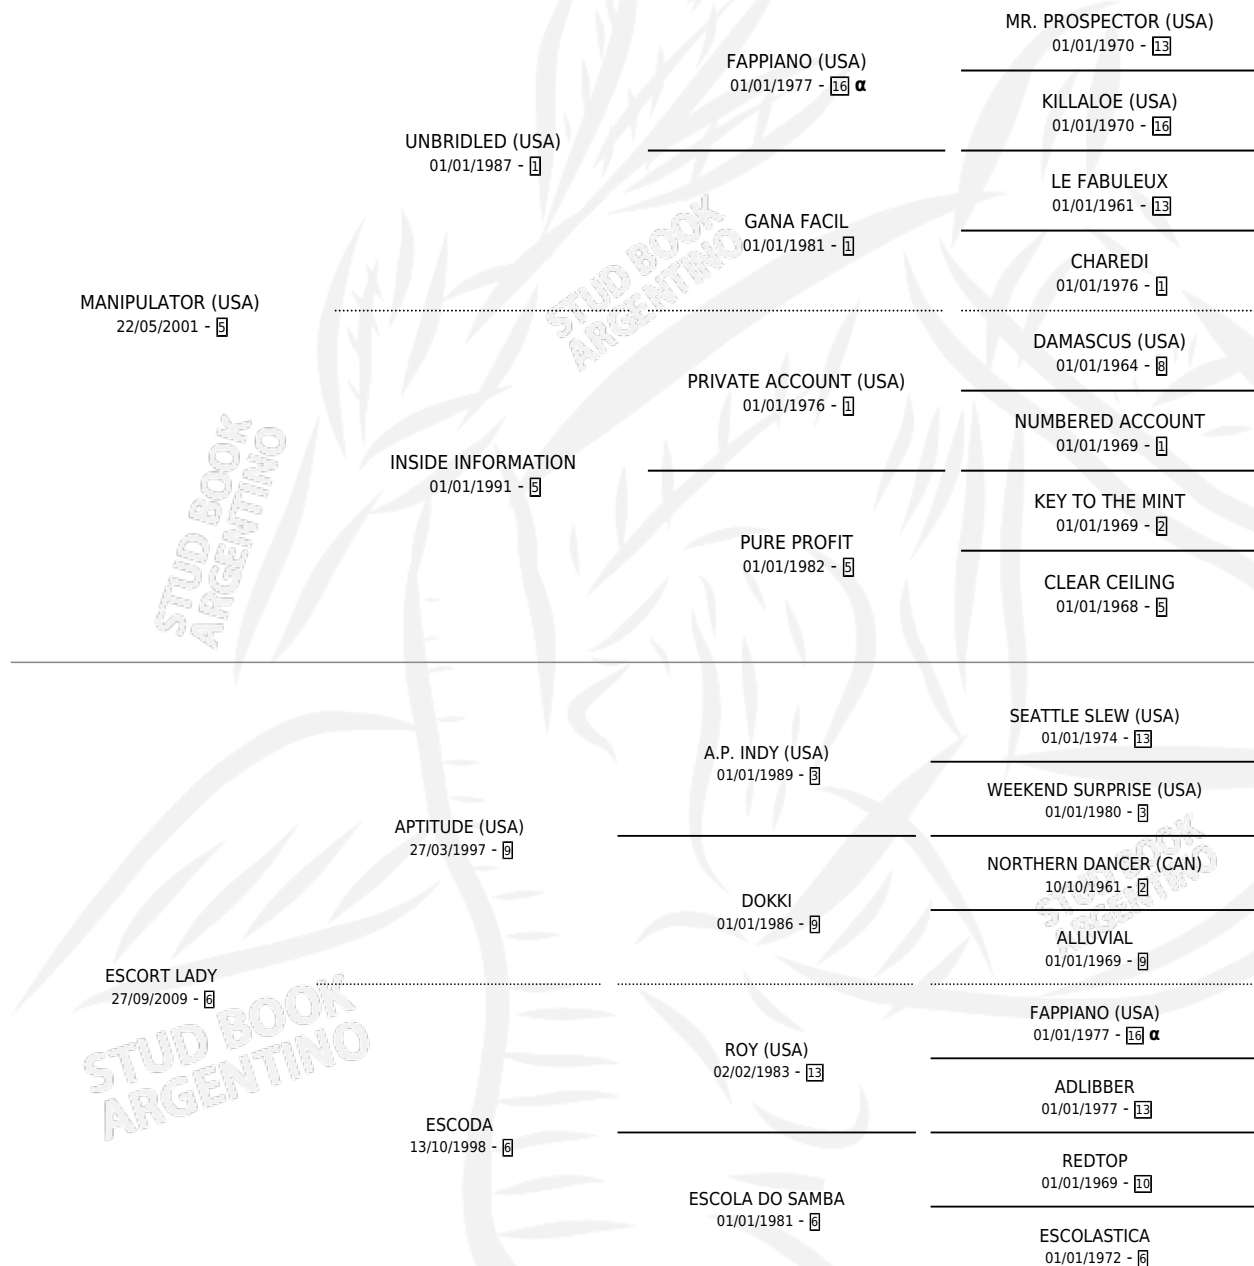 MR. PROSPECTOR (USA)
01/01/1970 - 13
FAPPIANO (USA)
01/01/1977 - 16 α
KILLALOE (USA)
01/01/1970 - 16
UNBRIDLED (USA)
01/01/1987 - 1
LE FABULEUX
01/01/1961 - 13
GANA FACIL
01/01/1981 - 1
CHAREDI
01/01/1976 - 1
MANIPULATOR (USA)
22/05/2001 - 5
DAMASCUS (USA)
01/01/1964 - 8
PRIVATE ACCOUNT (USA)
01/01/1976 - 1
NUMBERED ACCOUNT
01/01/1969 - 1
INSIDE INFORMATION
01/01/1991 - 5
KEY TO THE MINT
01/01/1969 - 2
PURE PROFIT
01/01/1982 - 5
CLEAR CEILING
01/01/1968 - 5
SEATTLE SLEW (USA)
01/01/1974 - 13
A.P. INDY (USA)
01/01/1989 - 3
WEEKEND SURPRISE (USA)
01/01/1980 - 3
APTITUDE (USA)
27/03/1997 - 9
NORTHERN DANCER (CAN)
10/10/1961 - 2
DOKKI
01/01/1986 - 9
ALLUVIAL
01/01/1969 - 9
ESCORT LADY
27/09/2009 - 6
FAPPIANO (USA)
01/01/1977 - 16 α
ROY (USA)
02/02/1983 - 13
ADLIBBER
01/01/1977 - 13
ESCODA
13/10/1998 - 6
REDTOP
01/01/1969 - 10
ESCOLA DO SAMBA
01/01/1981 - 6
ESCOLASTICA
01/01/1972 - 6
STUD BOOK
ARGENTINO
STUD BOOK
ARGENTINO
STUD BOOK
ARGENTINO
STUD BOOK
ARGENTINO